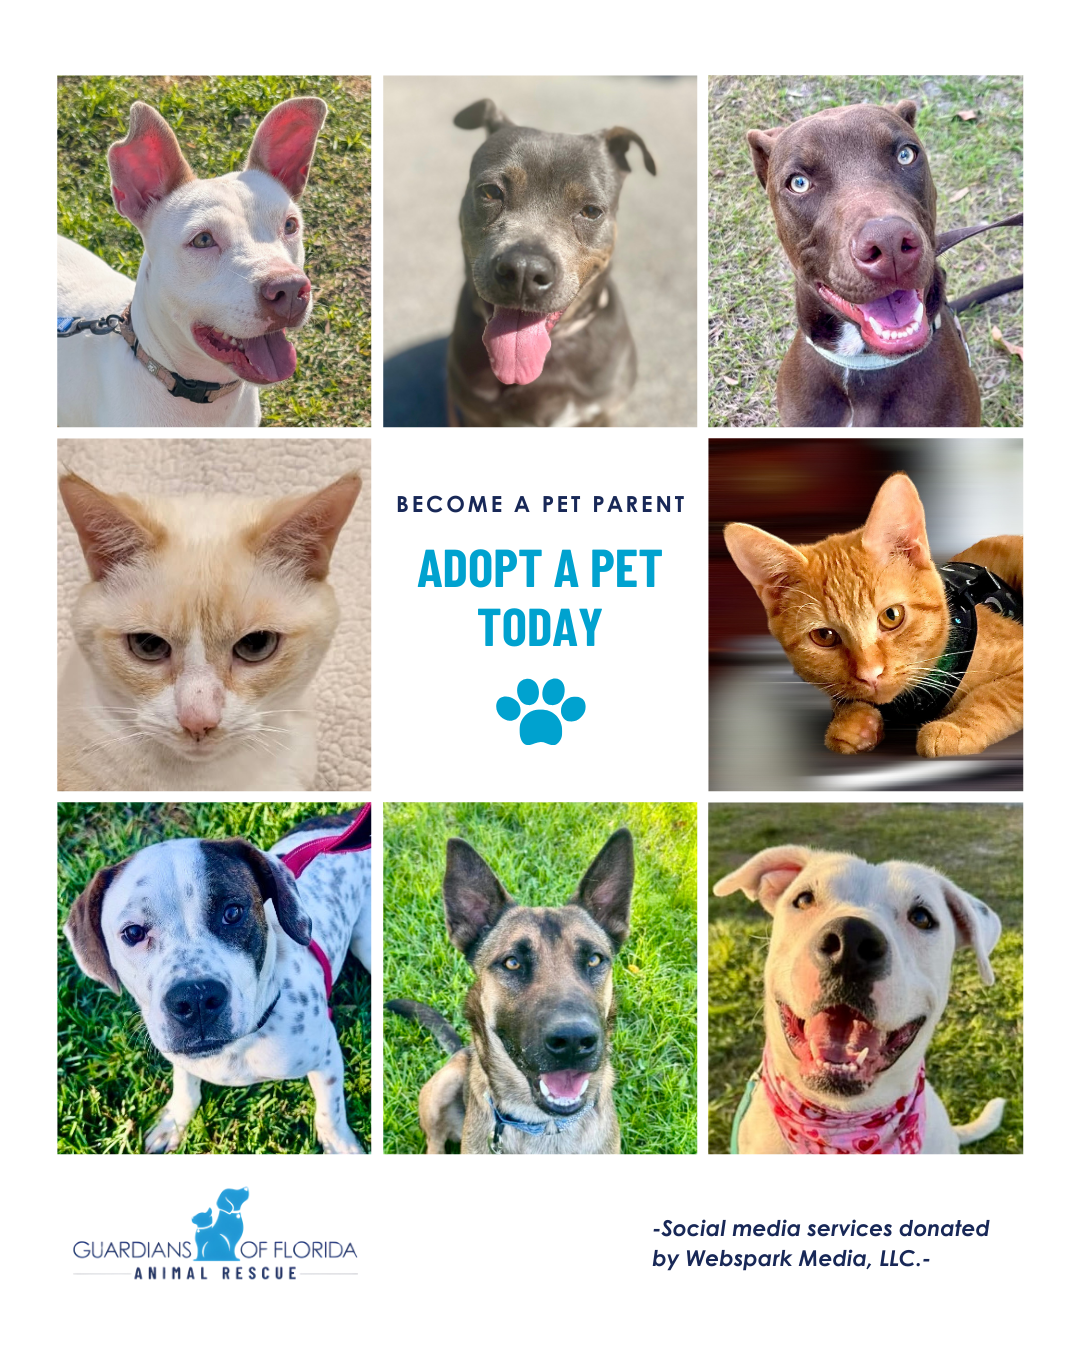 BECOME A PET PARENT
ADOPT A PET
TODAY
GUARDIANS OF FLORIDA
ANIMAL RESCUE
-Social media services donated
by Webspark Media, LLC.-